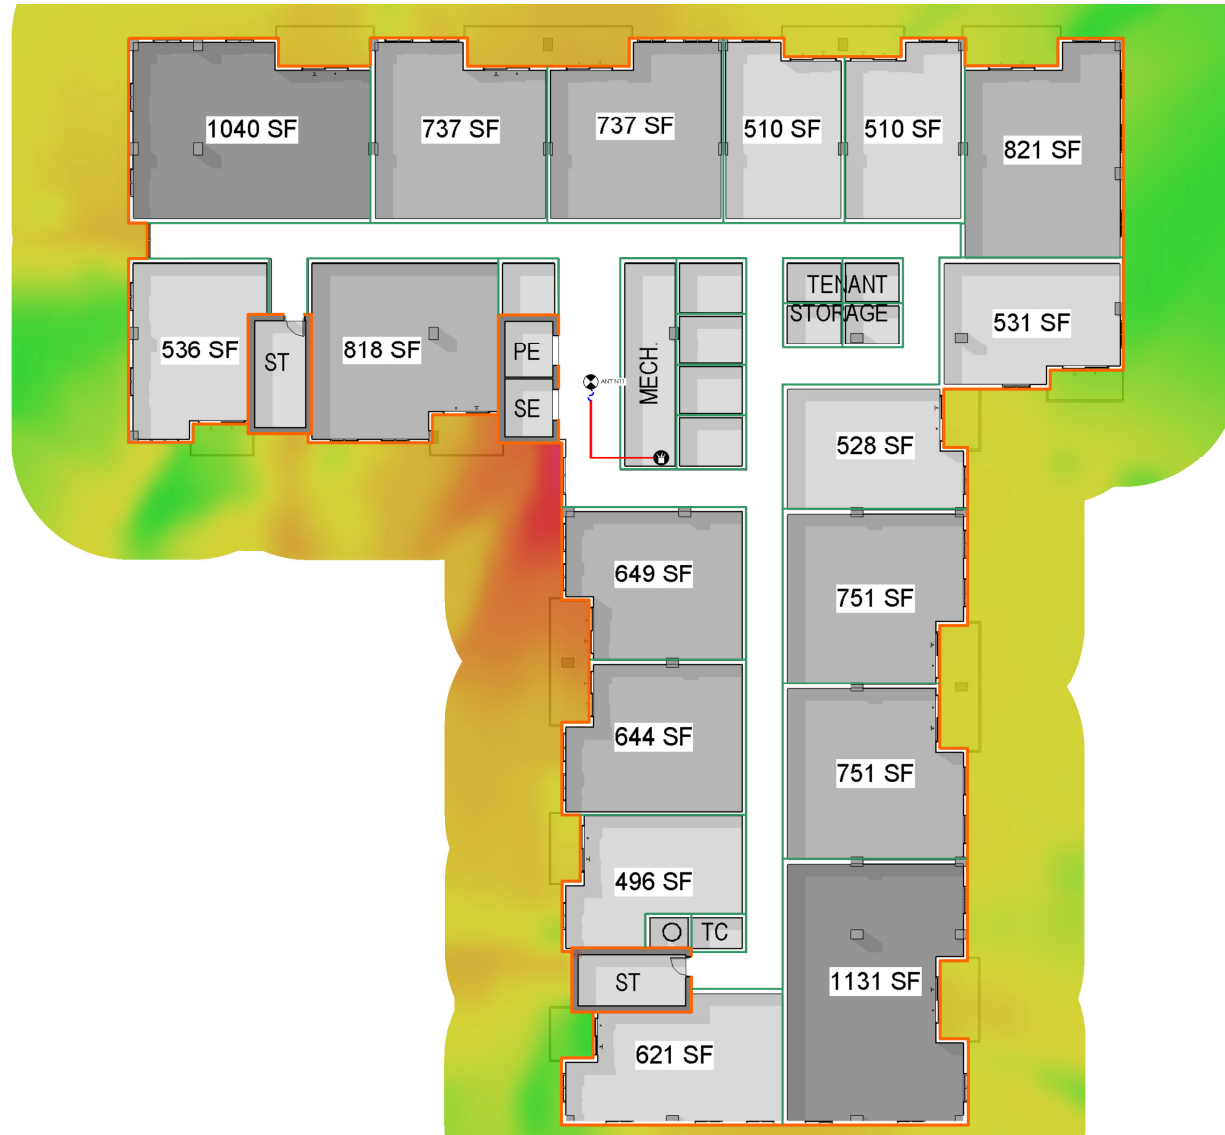 1040 SF
737 SF
737 SF
510 SF
510 SF
821 SF
536 SF
ST
818 SF
PE
SE
ANT N11
MECH.
TENANT
STORAGE
531 SF
528 SF
649 SF
751 SF
644 SF
751 SF
496 SF
TC
ST
1131 SF
621 SF